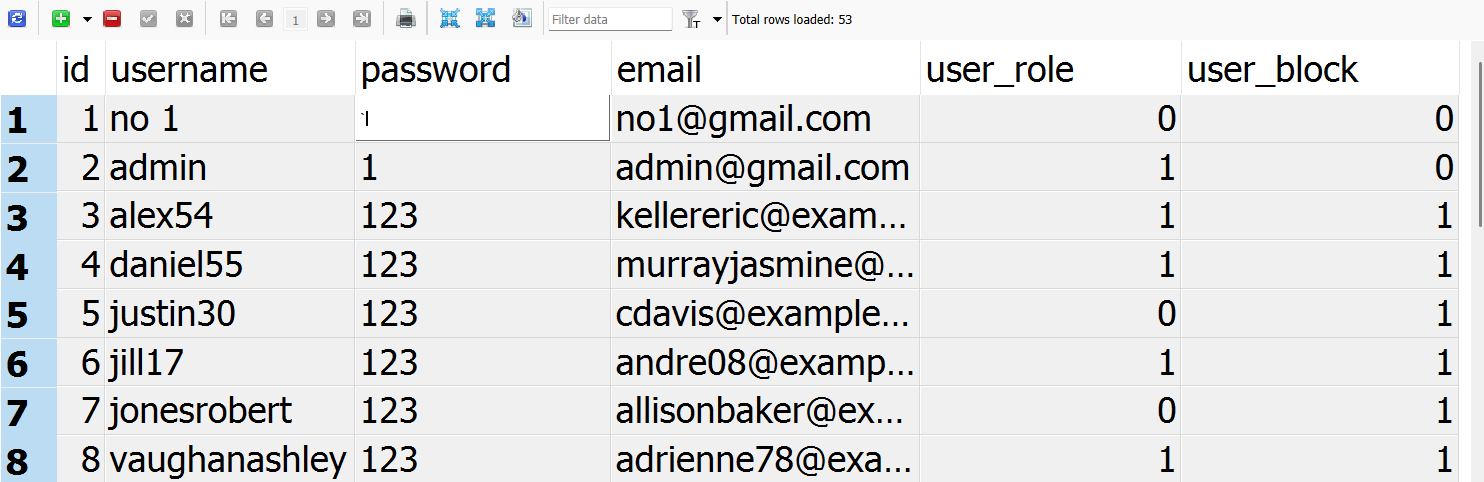 1 Filter data Total rows loaded: 53
id username password email user_role user_block
1 1 no 1 ` no1@gmail.com 0 0
2 2 admin 1 admin@gmail.com 1 0
3 3 alex54 123 kellereric@exam... 1 1
4 4 daniel55 123 murrayjasmine@... 1 1
5 5 justin30 123 cdavis@example... 0 1
6 6 jill17 123 andre08@examp... 1 1
7 7 jonesrobert 123 allisonbaker@ex... 0 1
8 8 vaughanashley 123 adrienne78@exa... 1 1